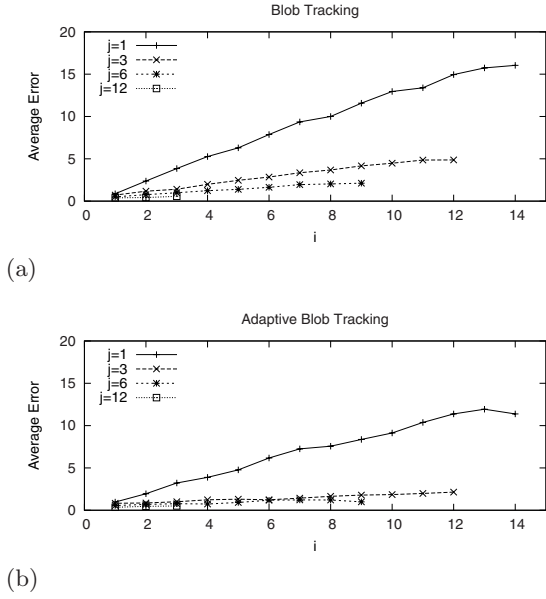 Blob Tracking
20
15
10
5
0
Average Error
j=1
j=3
j=6
j=12
0 2 4 6 8 10 12 14
i
(a)
Adaptive Blob Tracking
20
15
10
5
0
Average Error
j=1
j=3
j=6
j=12
0 2 4 6 8 10 12 14
i
(b)